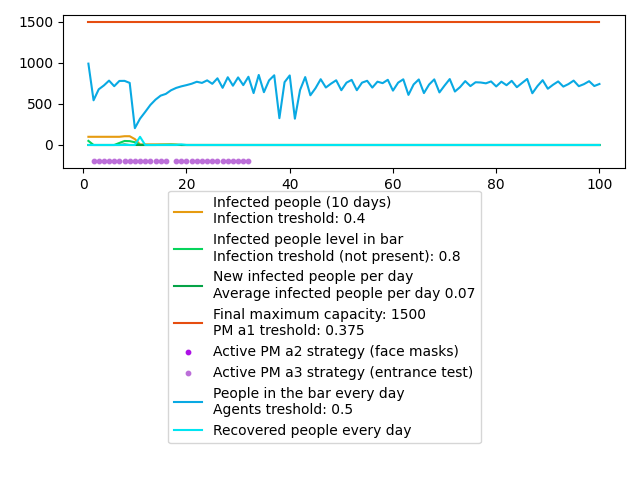 1500
1000
500
0
0 20 40 60 80 100
Infected people (10 days)
Infection treshold: 0.4
Infected people level in bar
Infection treshold (not present): 0.8
New infected people per day
Average infected people per day 0.07
Final maximum capacity: 1500
PM a1 treshold: 0.375
Active PM a2 strategy (face masks)
Active PM a3 strategy (entrance test)
People in the bar every day
Agents treshold: 0.5
Recovered people every day